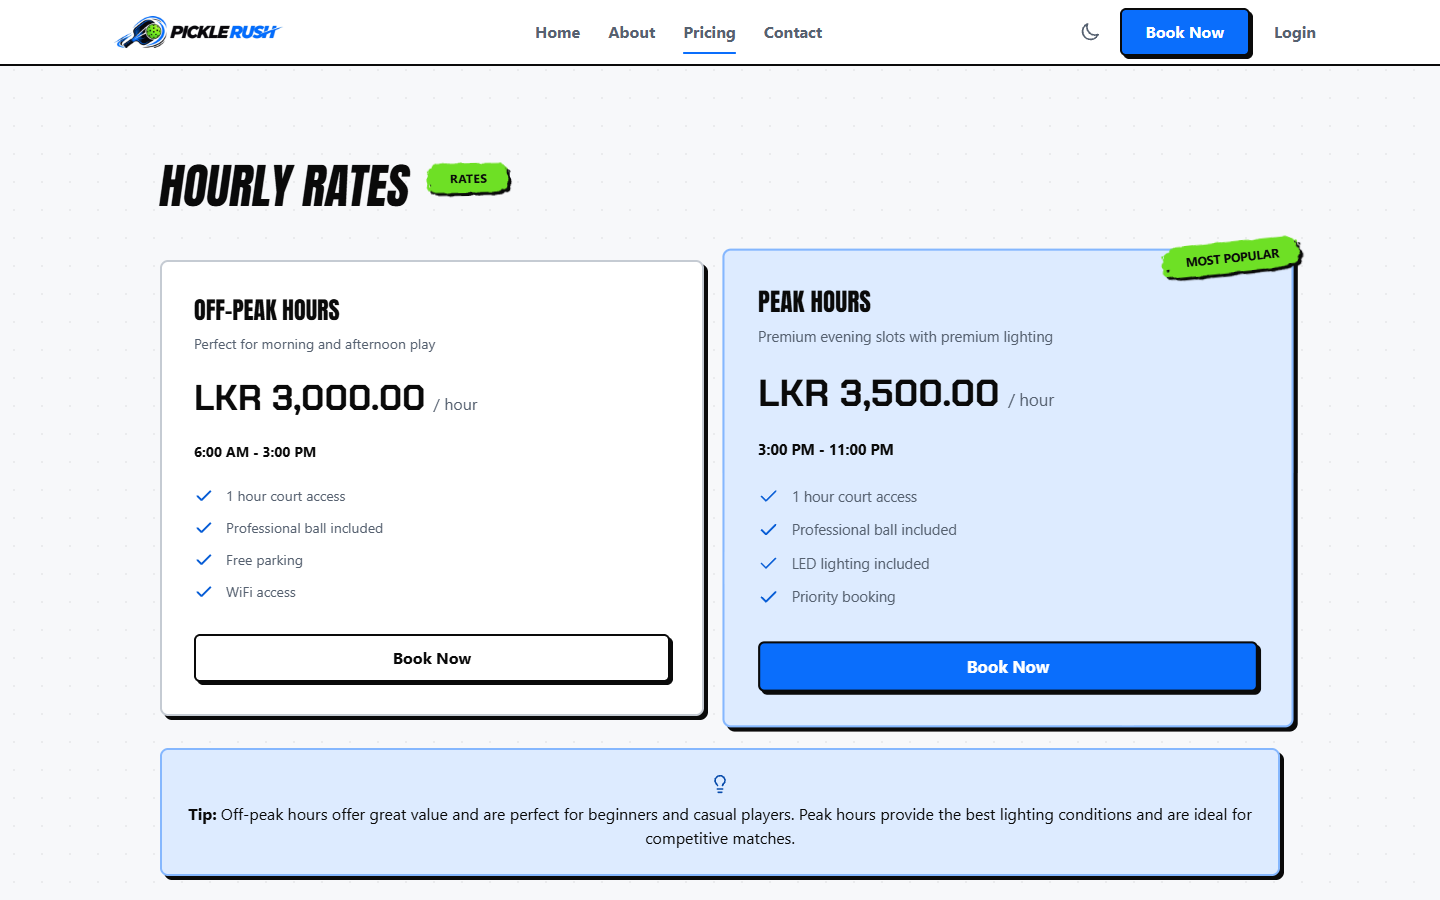 PICKLERUSH
Home
About
Pricing
Contact
Book Now
Login
HOURLY RATES
RATES
OFF-PEAK HOURS
Perfect for morning and afternoon play
LKR 3,000.00 / hour
6:00 AM - 3:00 PM
1 hour court access
Professional ball included
Free parking
WiFi access
Book Now
MOST POPULAR
PEAK HOURS
Premium evening slots with premium lighting
LKR 3,500.00 / hour
3:00 PM - 11:00 PM
1 hour court access
Professional ball included
LED lighting included
Priority booking
Book Now
Tip: Off-peak hours offer great value and are perfect for beginners and casual players. Peak hours provide the best lighting conditions and are ideal for
competitive matches.